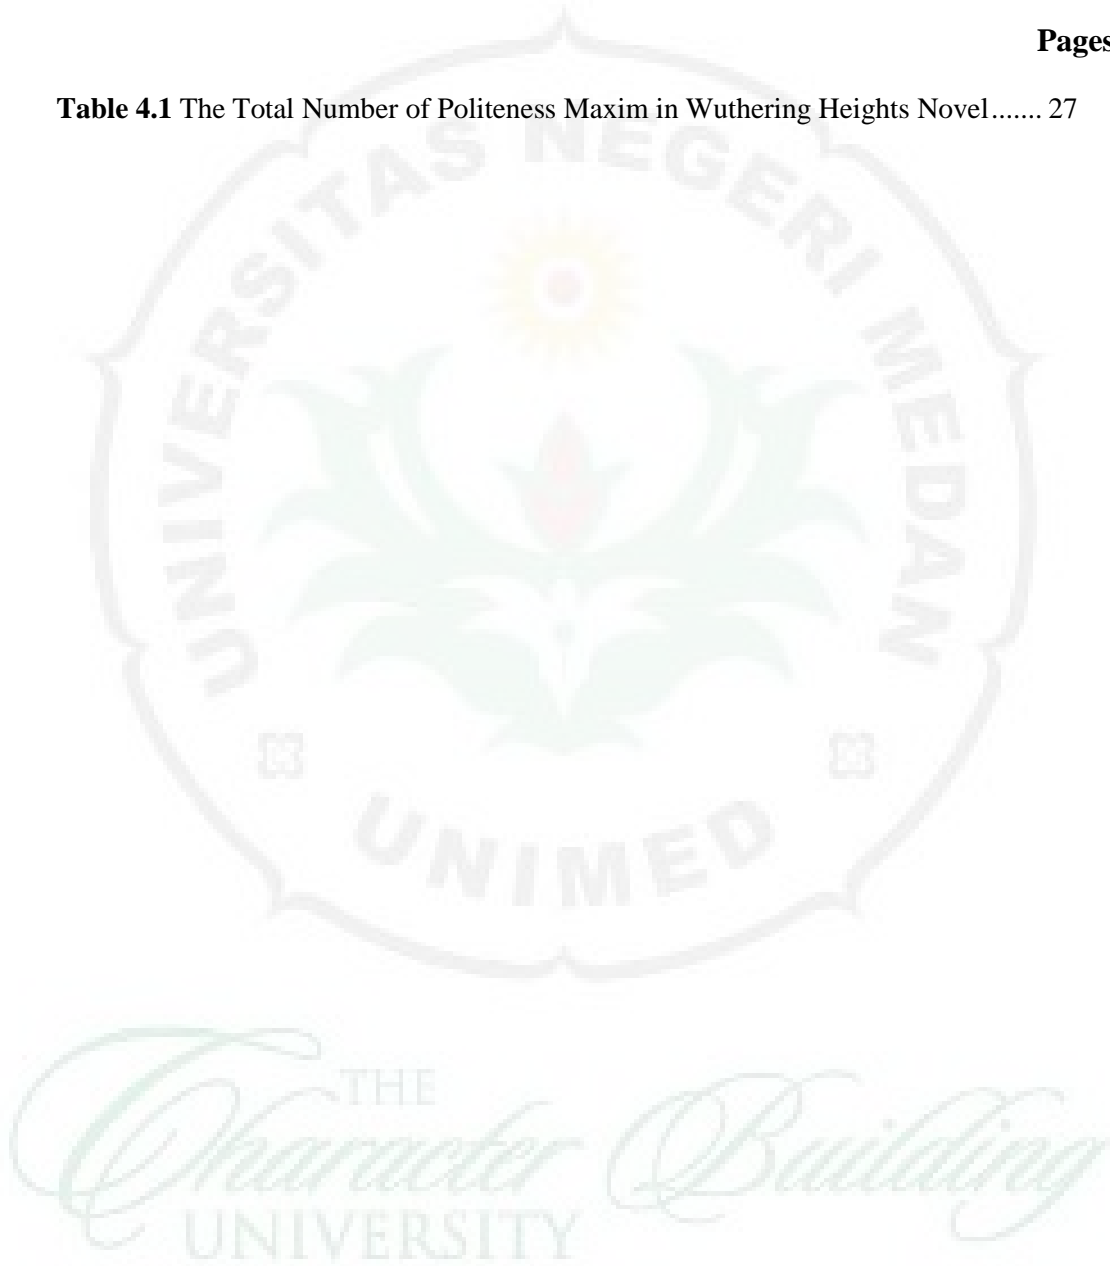 Pages
Table 4.1 The Total Number of Politeness Maxim in Wuthering Heights Novel....... 27
UNIVERSITAS NEGERI MEDAN
UNIMED
THE
Character Building
UNIVERSITY